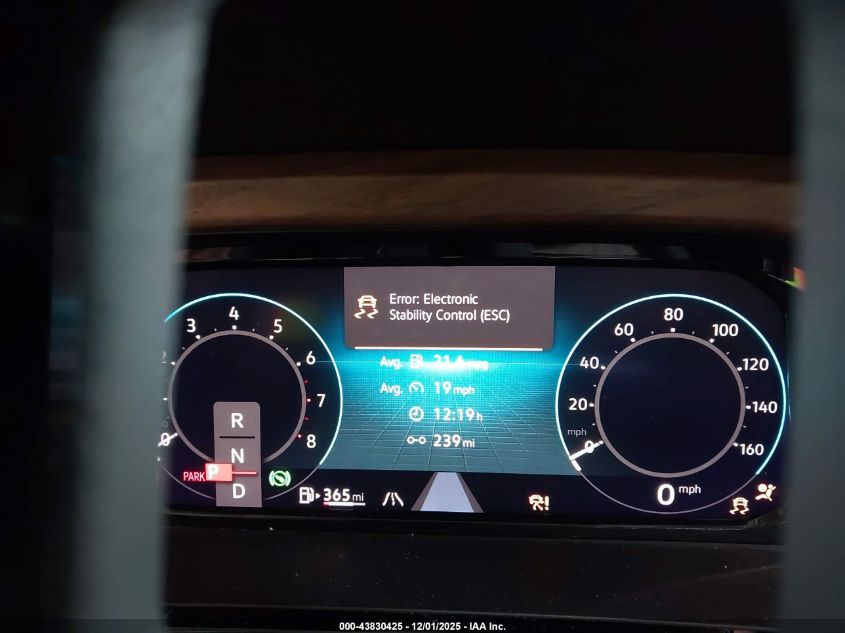 Error: Electronic
Stability Control (ESC)
Avg.
Avg. 19 mph
12:19 h
239 mi
3 4 5 6 7 8
0
R
N
PARK P
D
365 mi
mph
0 20 40 60 80 100 120 140 160
0 mph
000-43830425 - 12/01/2025 - IAA Inc.